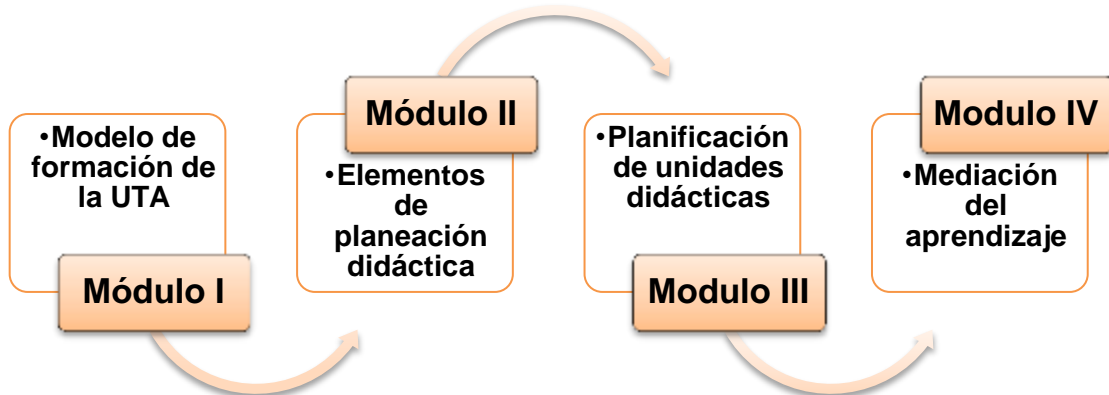 •Modelo de
formación de
la UTA
Módulo I
Módulo II
•Elementos
de
planeación
didáctica
•Planificación
de unidades
didácticas
Modulo III
Modulo IV
•Mediación
del
aprendizaje